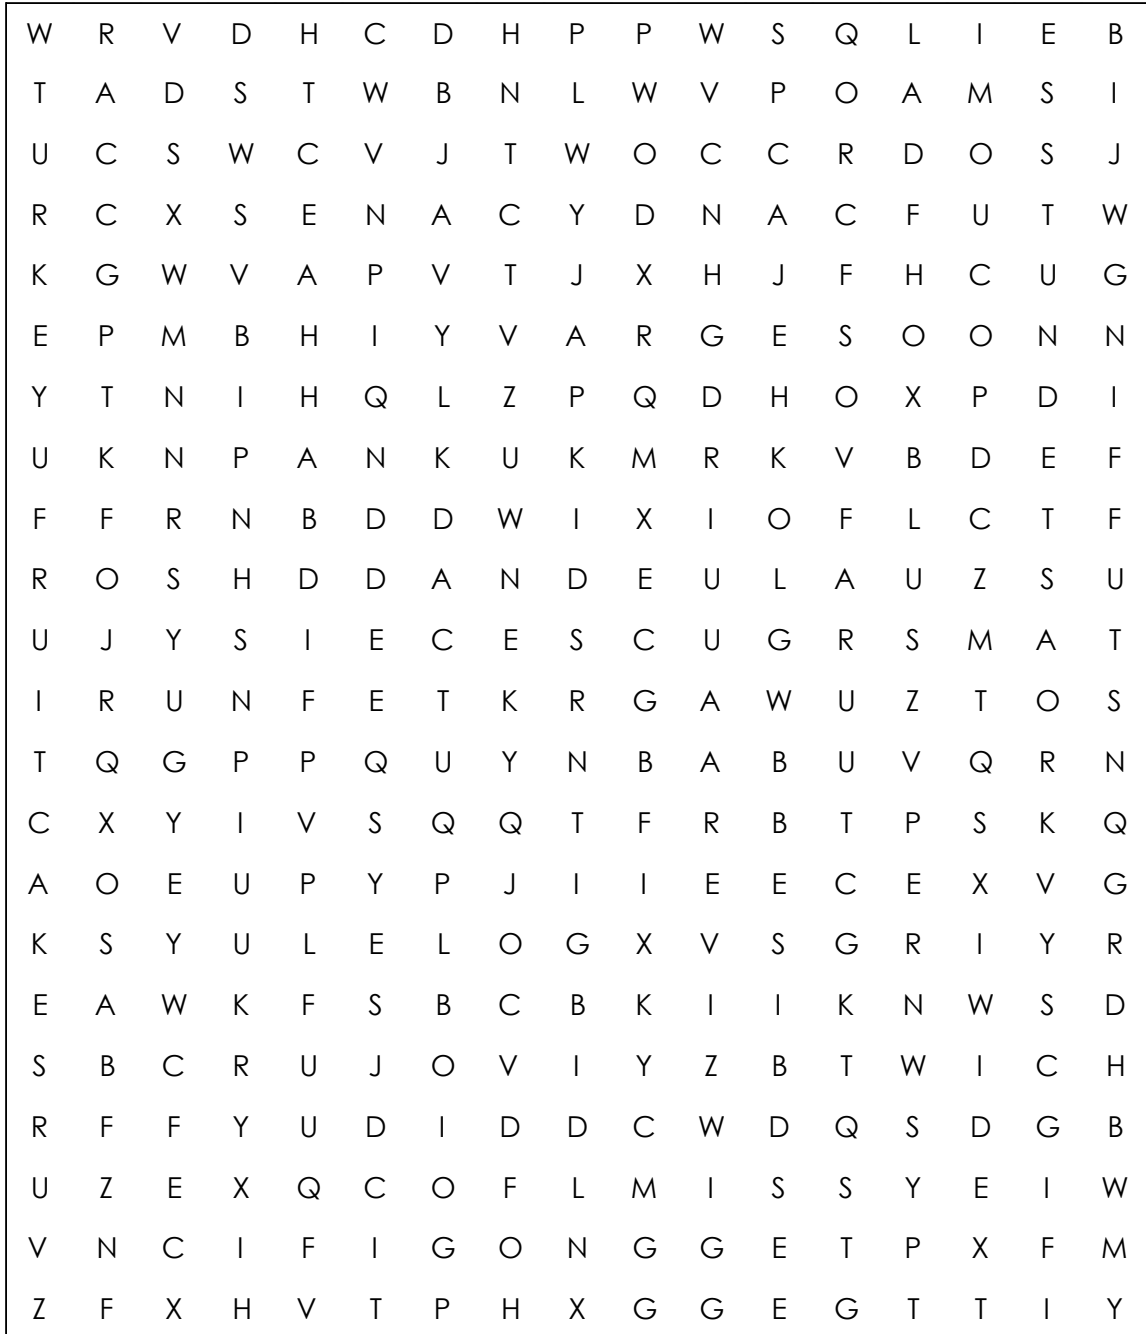 W R V D H C D H P P W S Q L I E B
T A D S T W B N L W V P O A M S I
U C S W C V J T W O C C R D O S J
R C X S E N A C Y D N A C F U T W
K G W V A P V T J X H J F H C U G
E P M B H I Y V A R G E S O O N N
Y T N I H Q L Z P Q D H O X P D I
U K N P A N K U K M R K V B D E F
F F R N B D D W I X I O F L C T F
R O S H D D A N D E U L A U Z S U
U J Y S I E C E S C U G R S M A T
I R U N F E T K R G A W U Z T O S
T Q G P P Q U Y N B A B U V Q R N
C X Y I V S Q Q T F R B T P S K Q
A O E U P Y P J I I E E C E X V G
K S Y U L E L O G X V S G R I Y R
E A W K F S B C B K I I K N W S D
S B C R U J O V I Y Z B T W I C H
R F F Y U D I D D C W D Q S D G B
U Z E X Q C O F L M I S S Y E I W
V N C I F I G O N G G E T P X F M
Z F X H V T P H X G G E G T T I Y